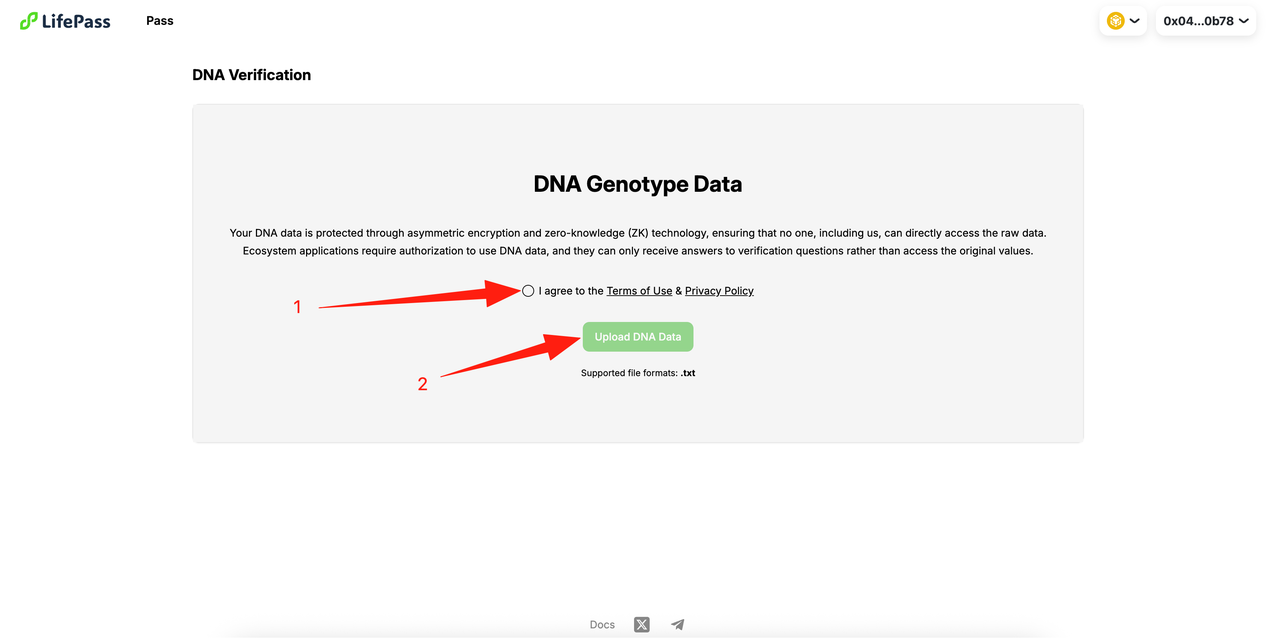 LifePass
Pass
0x04...0b78
DNA Verification
DNA Genotype Data
Your DNA data is protected through asymmetric encryption and zero-knowledge (ZK) technology, ensuring that no one, including us, can directly access the raw data.
Ecosystem applications require authorization to use DNA data, and they can only receive answers to verification questions rather than access the original values.
1
I agree to the Terms of Use & Privacy Policy
Upload DNA Data
2
Supported file formats: .txt
Docs